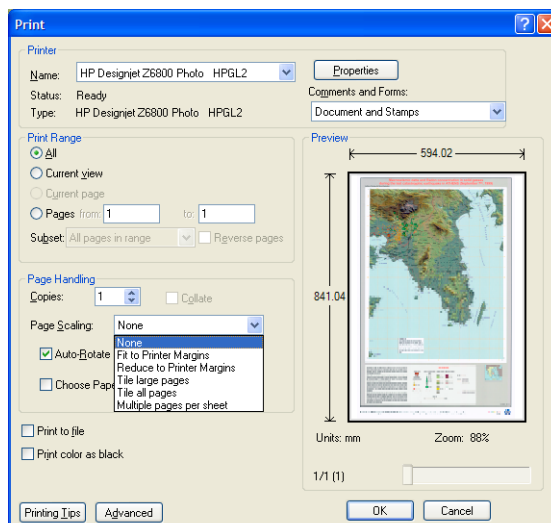 Print
Printer
Name: HP Designjet Z6800 Photo HPGL2
Properties
Status: Ready
Comments and Forms:
Type: HP Designjet Z6800 Photo HPGL2
Document and Stamps
Print Range
All
Current view
Current page
Pages from: 1 to: 1
Subset: All pages in range Reverse pages
Page Handling
Copies: 1 Collate
Page Scaling: None
None
Fit to Printer Margins
Reduce to Printer Margins
Tile large pages
Tile all pages
Multiple pages per sheet
Auto-Rotate
Choose Pape
Print to file
Print color as black
Preview
594.02
841.04
Units: mm Zoom: 88%
1/1 (1)
Printing Tips Advanced
OK Cancel